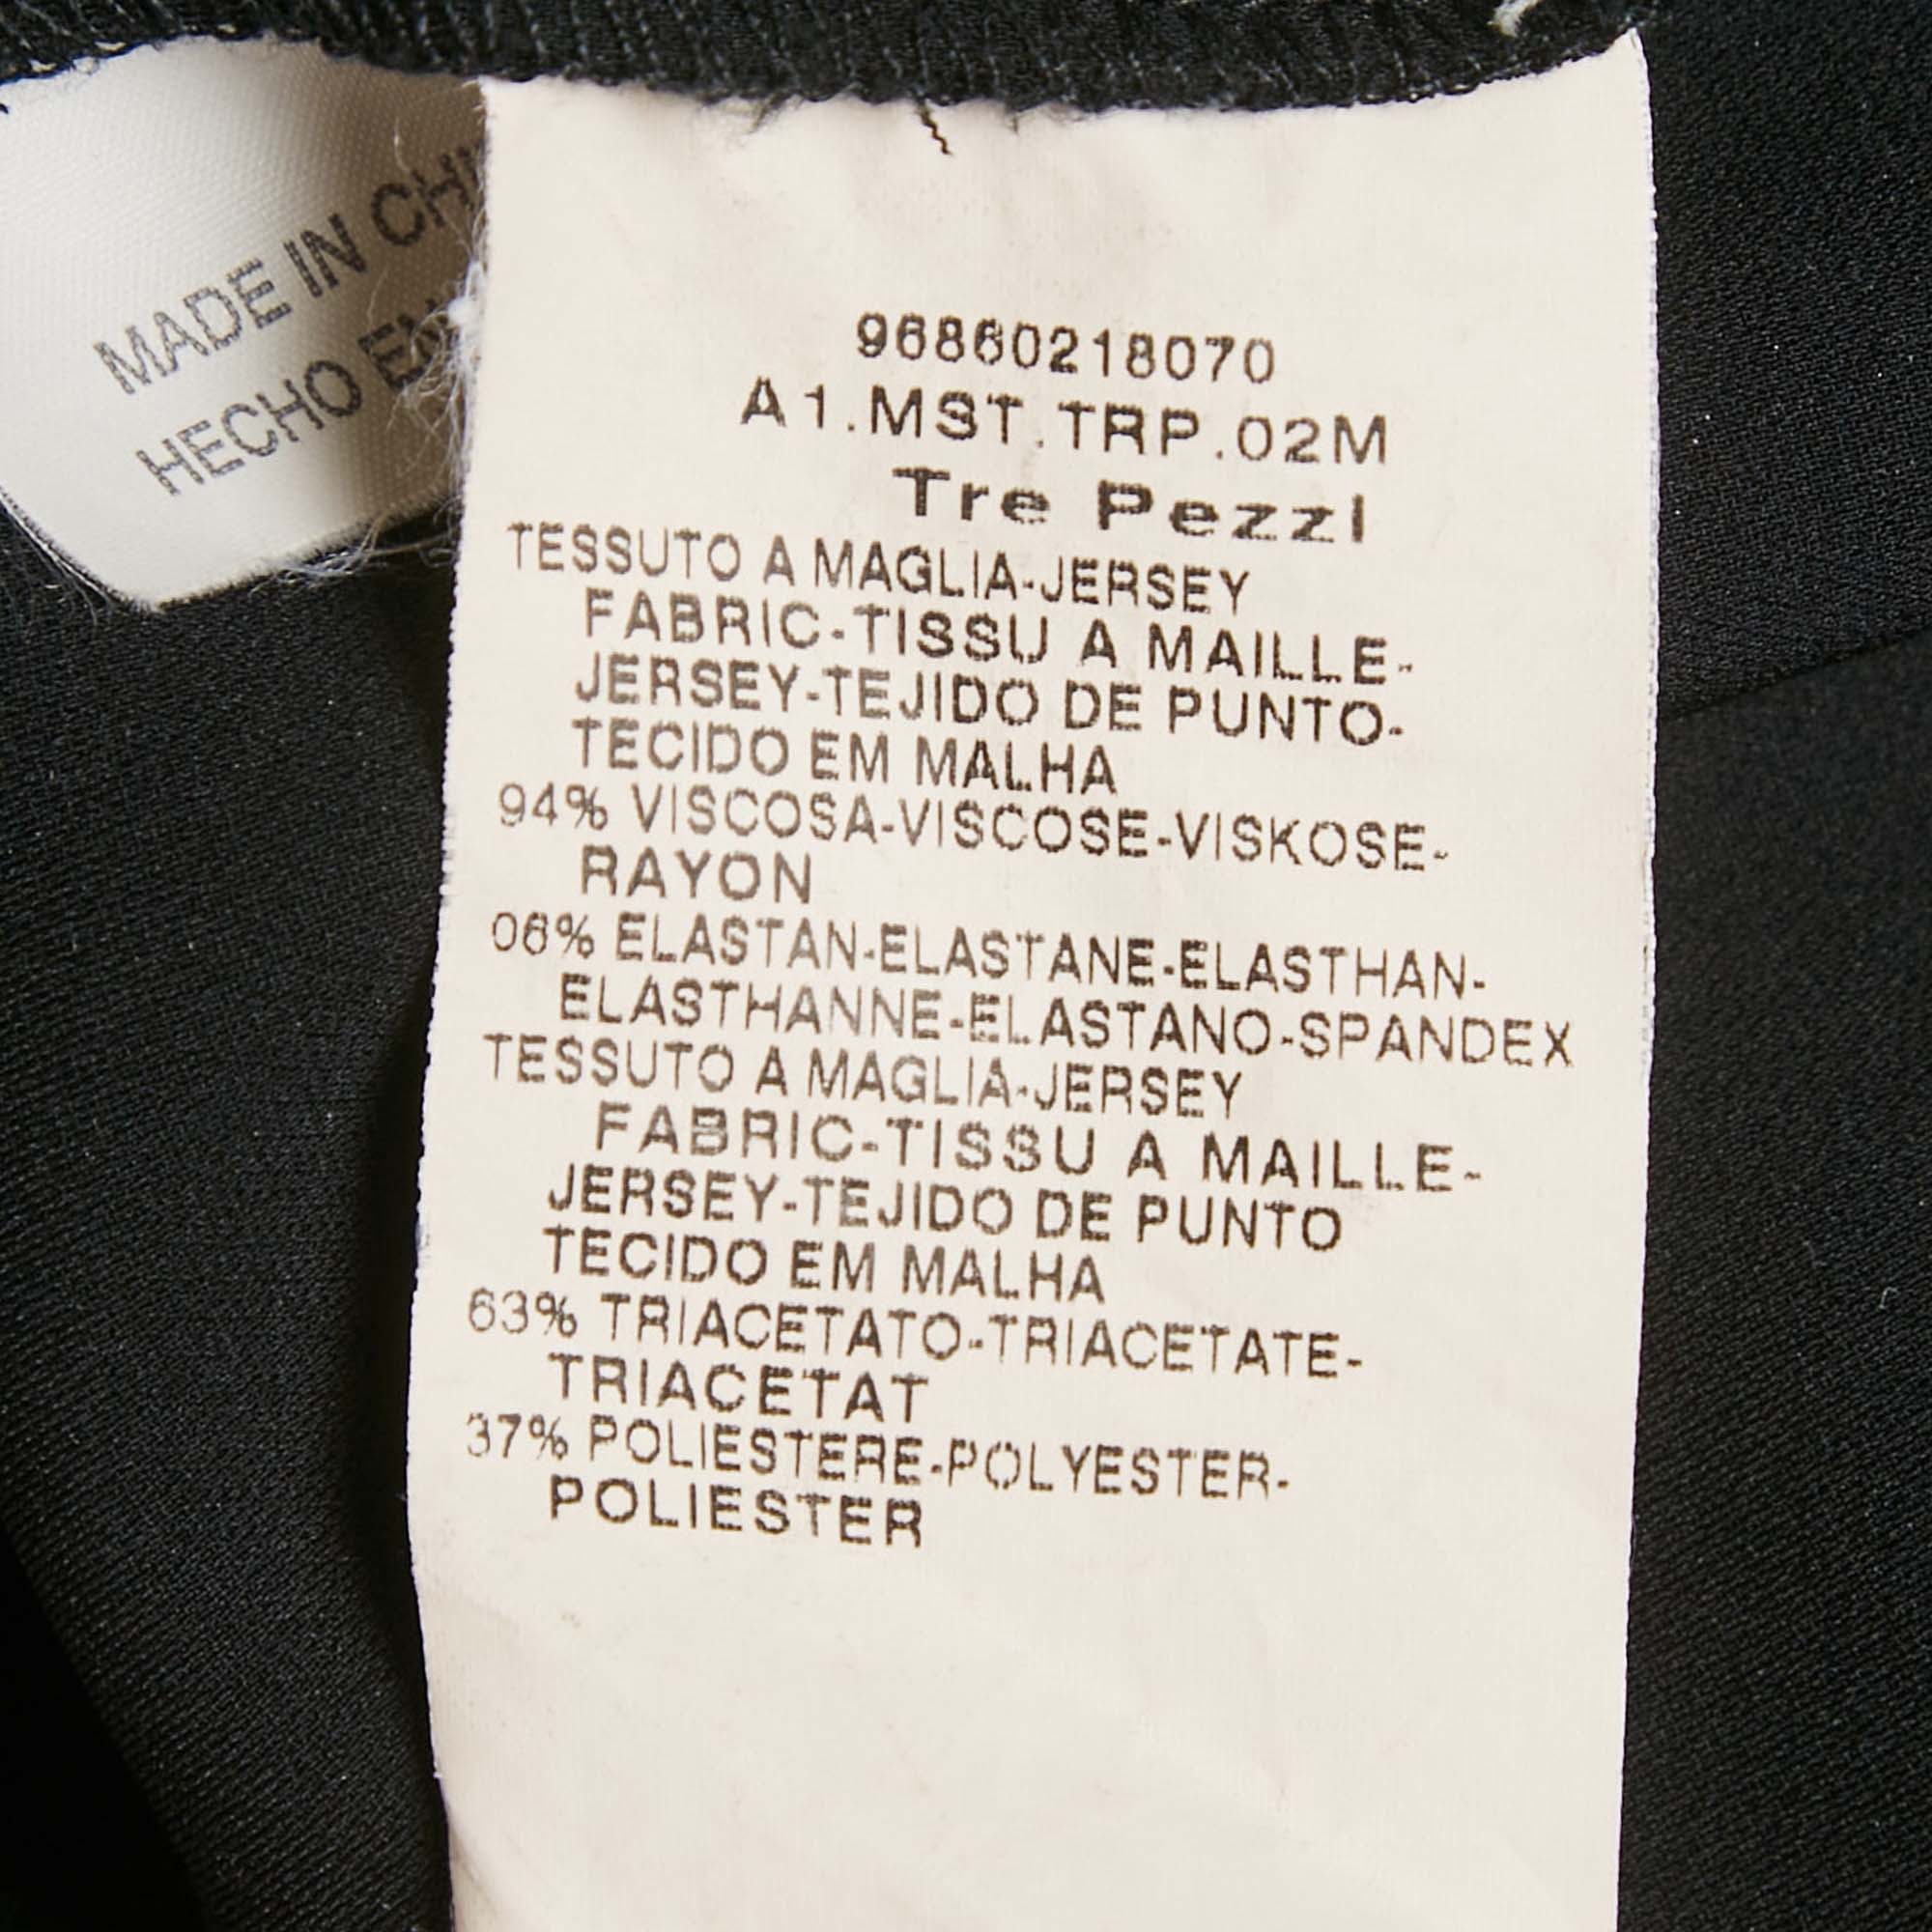 MADE IN
HECHO
96860218070
A1.MST.TRP.02M
Tre PezzI
TESSUTO A MAGLIA-JERSEY
FABRIC-TISSU A MAILLE-
JERSEY-TEJIDO DE PUNTO-
TECIDO EM MALHA
94% VISCOSA-VISCOSE-VISKOSE-
RAYON
06% ELASTAN-ELASTANE-ELASTHAN-
ELASTHANNE-ELASTANO-SPANDEX
TESSUTO A MAGLIA-JERSEY
FABRIC-TISSU A MAILLE-
JERSEY-TEJIDO DE PUNTO
TECIDO EM MALHA
63% TRIACETATO-TRIACETATE-
TRIACETAT
37% POLIESTERE-POLYESTER-
POLIESTER